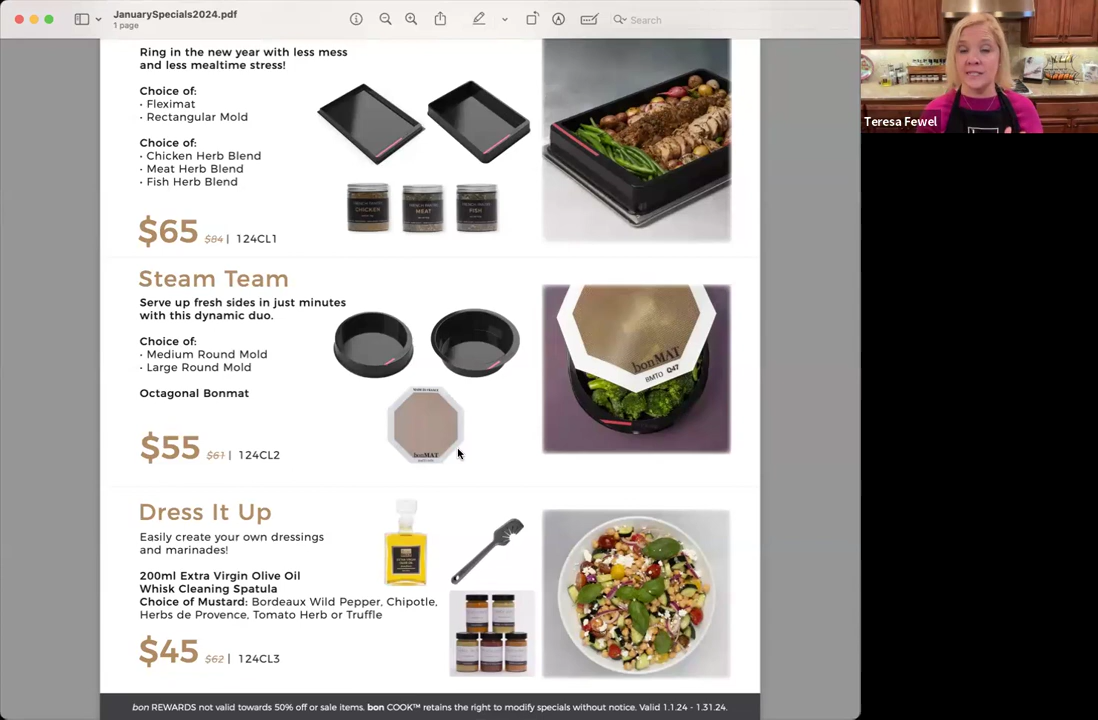 JanuarySpecials2024.pdf
1 page
Search
Teresa Fewel
Ring in the new year with less mess
and less mealtime stress!
Choice of:
• Fleximat
• Rectangular Mold
Choice of:
• Chicken Herb Blend
• Meat Herb Blend
• Fish Herb Blend
CHICKEN
MEAT
FISH
$65 $84 | 124CL1
Steam Team
Serve up fresh sides in just minutes
with this dynamic duo.
Choice of:
• Medium Round Mold
• Large Round Mold
Octagonal Bonmat
bonMAT
bonMAT
BMTO Q47
$55 $61 | 124CL2
Dress It Up
Easily create your own dressings
and marinades!
200ml Extra Virgin Olive Oil
Whisk Cleaning Spatula
Choice of Mustard: Bordeaux Wild Pepper, Chipotle,
Herbs de Provence, Tomato Herb or Truffle
$45 $62 | 124CL3
bon REWARDS not valid towards 50% off or sale items. bon COOK™ retains the right to modify specials without notice. Valid 1.1.24 - 1.31.24.